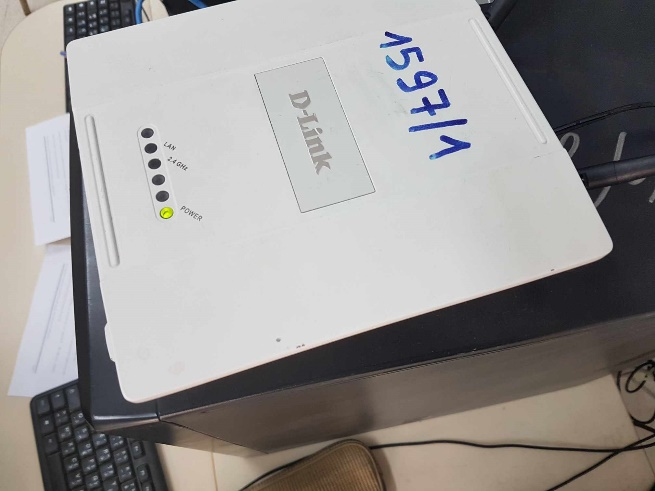 1597/1
D-Link
LAN
2.4 GHz
POWER